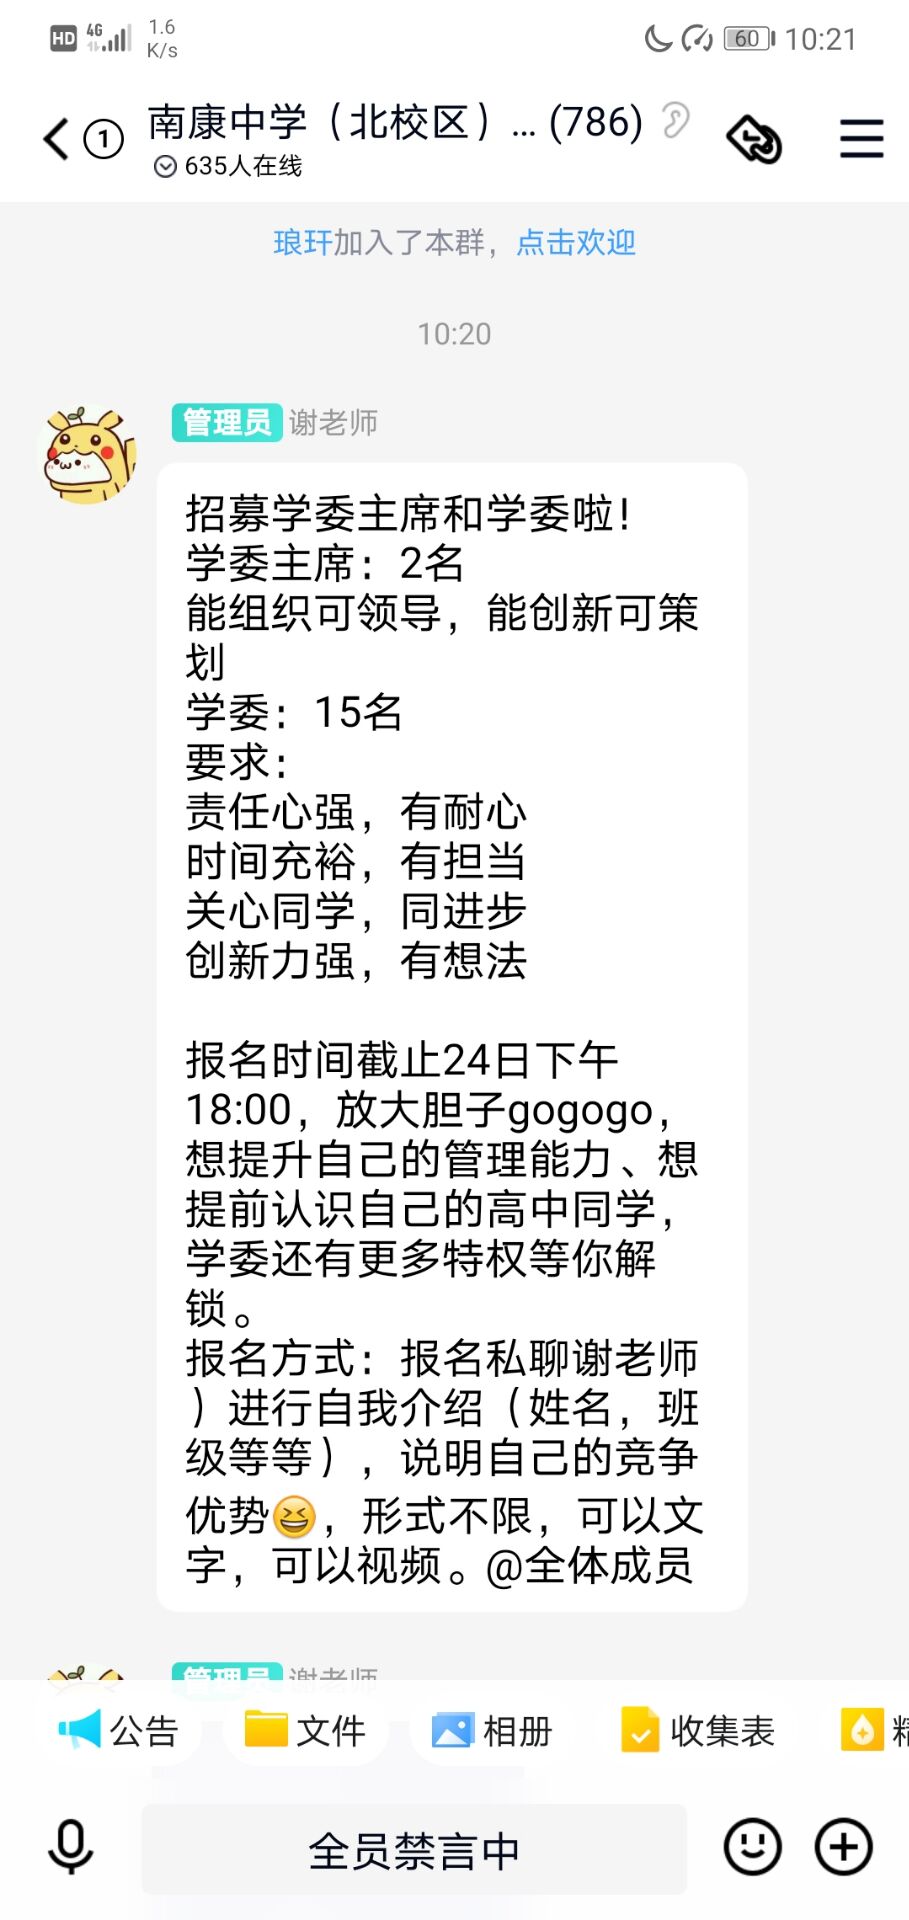 HD 4G 1.6 K/s 60 10:21
1 南康中学（北校区）... (786)
635人在线
琅玕加入了本群，点击欢迎
10:20
管理员 谢老师
招募学委主席和学委啦！
学委主席：2名
能组织可领导，能创新可策
划
学委：15名
要求：
责任心强，有耐心
时间充裕，有担当
关心同学，同进步
创新力强，有想法
报名时间截止24日下午
18:00，放大胆子gogogo，
想提升自己的管理能力、想
提前认识自己的高中同学，
学委还有更多特权等你解
锁。
报名方式：报名私聊谢老师
）进行自我介绍（姓名，班
级等等），说明自己的竞争
优势😆，形式不限，可以文
字，可以视频。@全体成员
管理员 谢老师
公告 文件 相册 收集表 精
全员禁言中